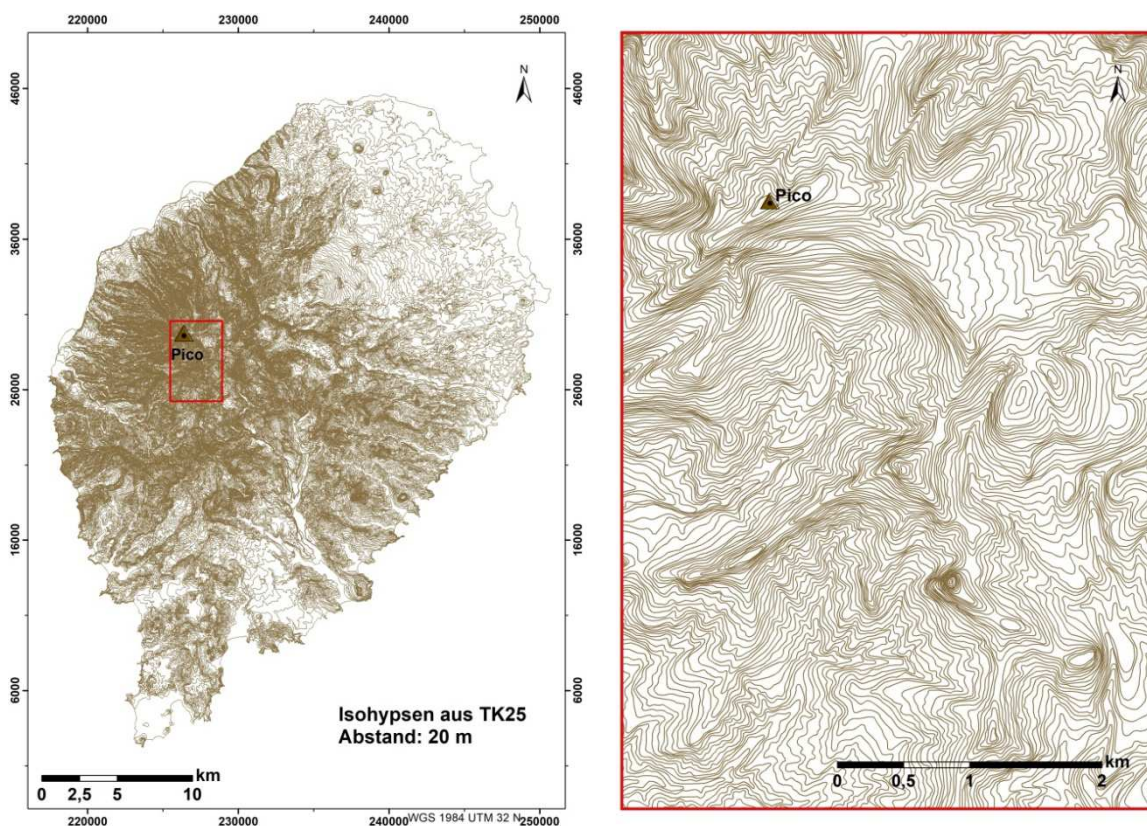 220000 230000 240000 250000
N
46000 46000
36000 36000
26000 26000
16000 16000
6000 6000
Pico
Isohypsen aus TK25
Abstand: 20 m
km
0 2,5 5 10
220000 230000 240000 250000
WGS 1984 UTM 32 N
N
Pico
km
0 0,5 1 2